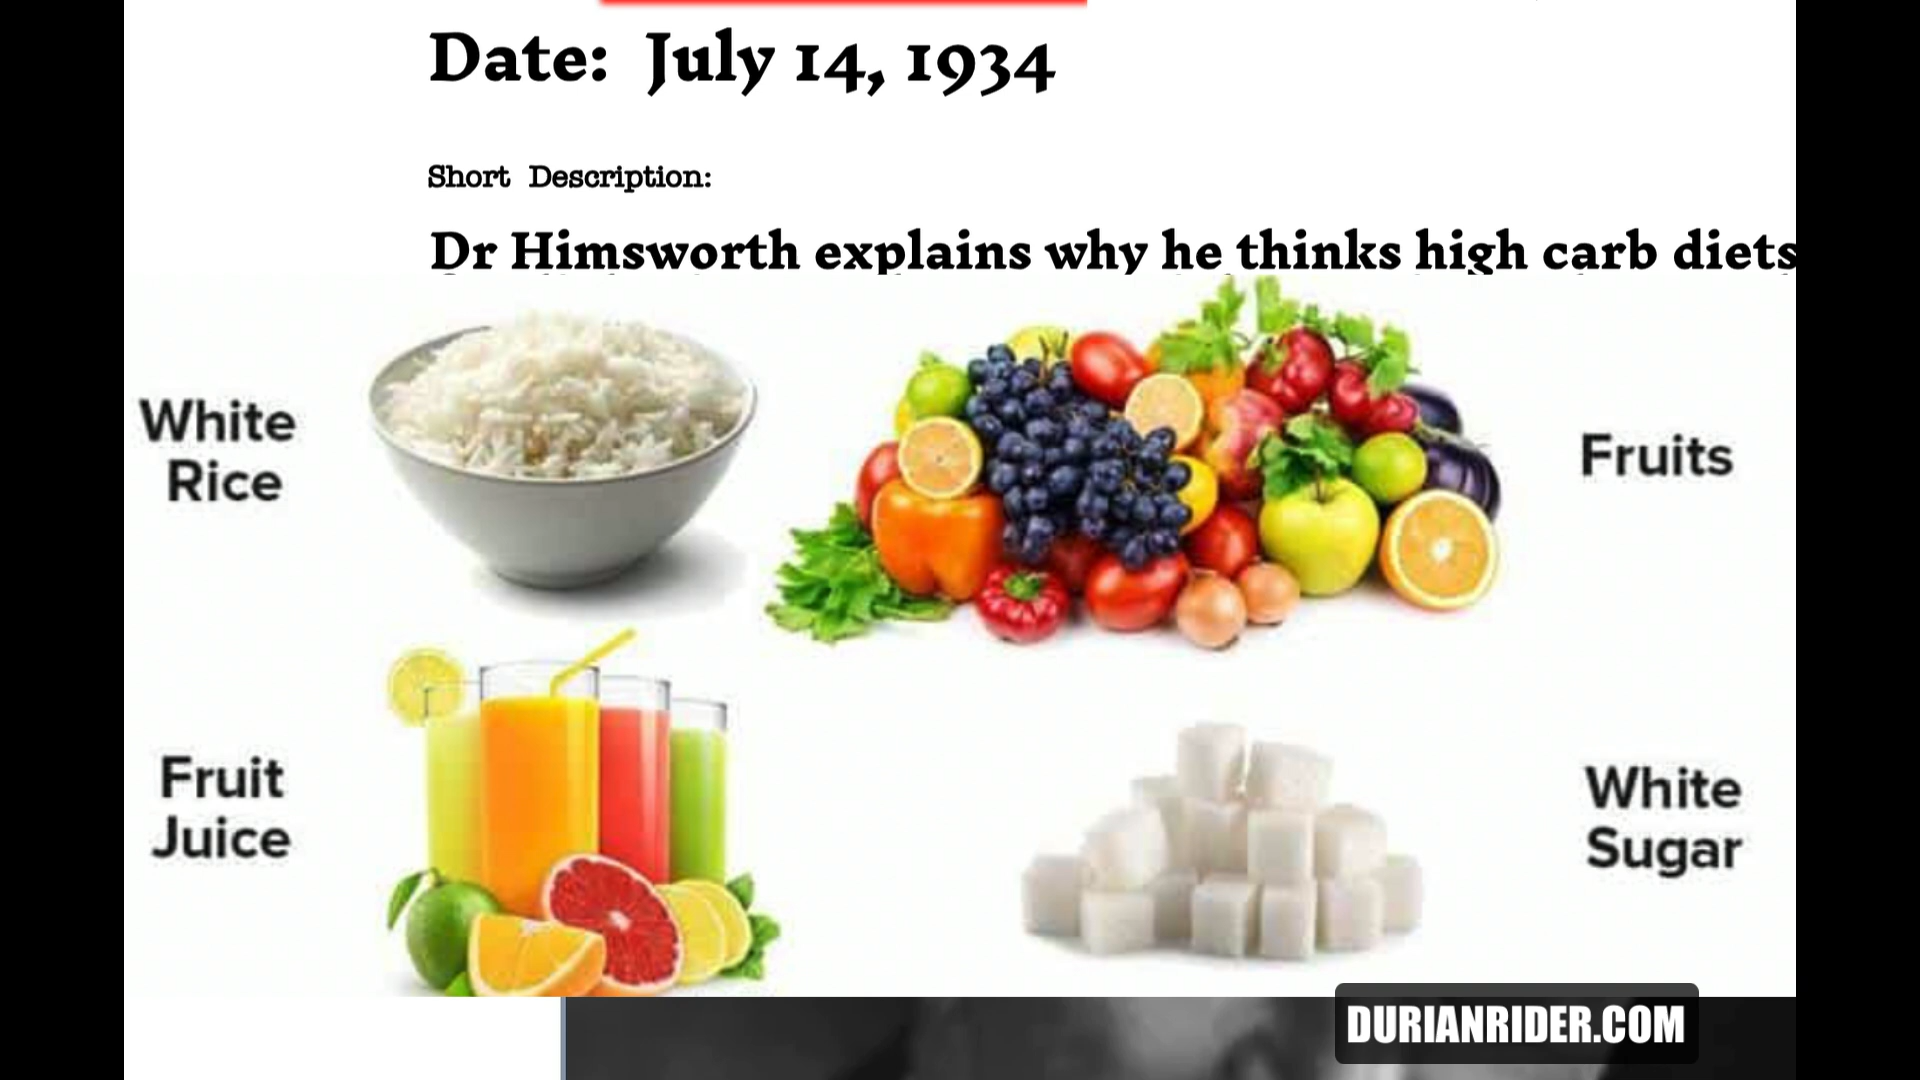 Date: July 14, 1934
Short Description:
Dr Himsworth explains why he thinks high carb diets
White
Rice
Fruits
Fruit
Juice
White
Sugar
DURIANRIDER.COM